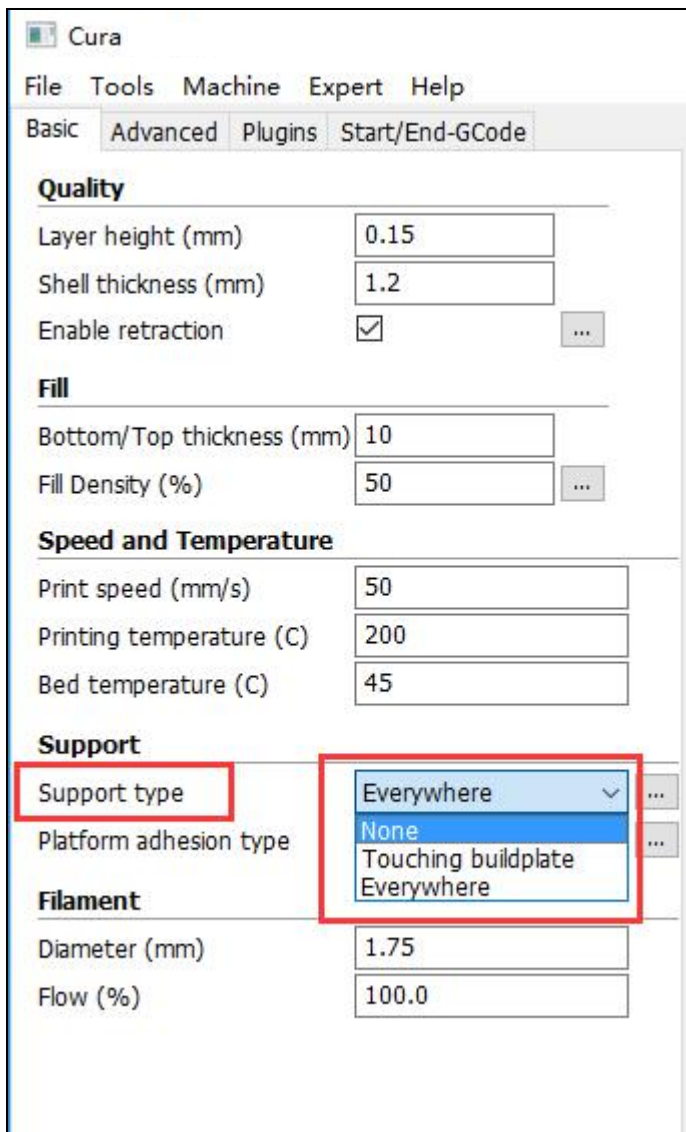 Cura
File Tools Machine Expert Help
Basic Advanced Plugins Start/End-GCode
Quality
Layer height (mm) 0.15
Shell thickness (mm) 1.2
Enable retraction ...
Fill
Bottom/Top thickness (mm) 10
Fill Density (%) 50 ...
Speed and Temperature
Print speed (mm/s) 50
Printing temperature (C) 200
Bed temperature (C) 45
Support
Support type Everywhere ...
None
Platform adhesion type Touching buildplate ...
Everywhere
Filament
Diameter (mm) 1.75
Flow (%) 100.0